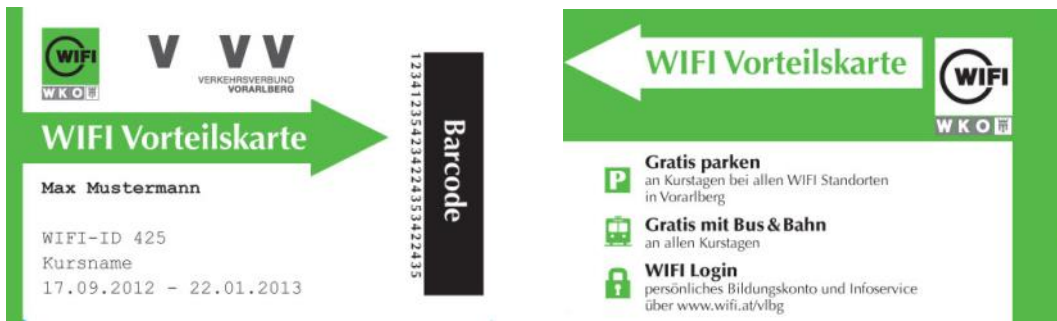 WIFI
WKO
V V V
VERKEHRSVERBUND
VORARLBERG
WIFI Vorteilskarte
Max Mustermann
WIFI-ID 425
Kursname
17.09.2012 - 22.01.2013
Barcode
WIFI Vorteilskarte
WIFI
WKO
P
Gratis parken
an Kurstagen bei allen WIFI Standorten
in Vorarlberg
Gratis mit Bus & Bahn
an allen Kurstagen
WIFI Login
persönliches Bildungskonto und Infoservice
über www.wifi.at/vlbg